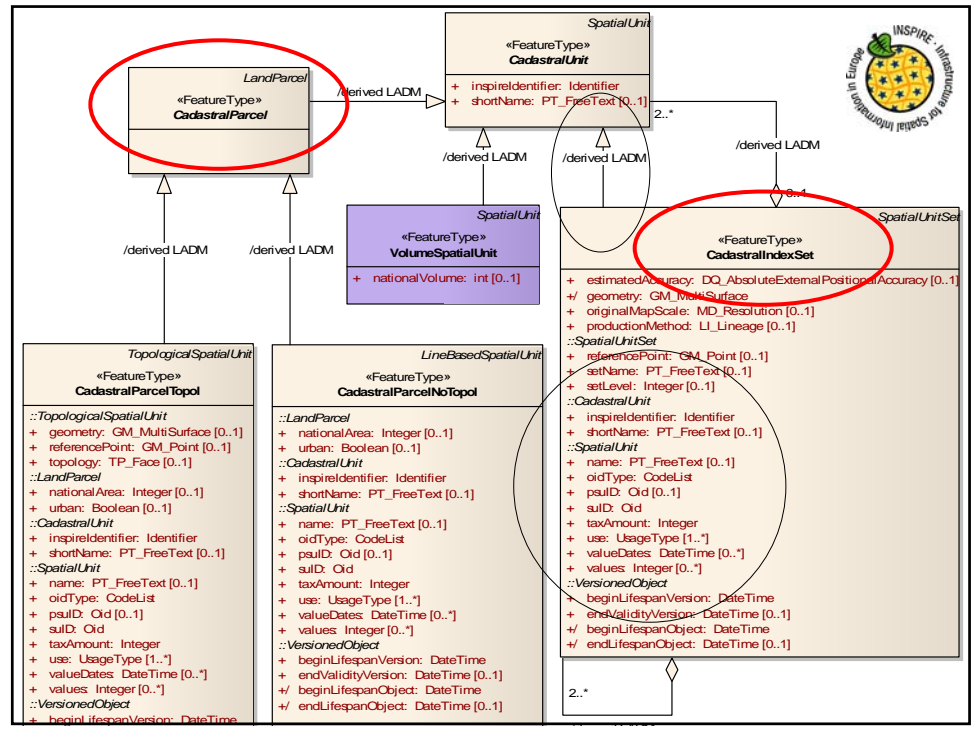 SpatialUnit
«FeatureType»
CadastralUnit
+ inspireIdentifier: Identifier
+ shortName: PT_FreeText [0..1]
INSPIRE · Infrastructure for Spatial Information in Europe
LandParcel
«FeatureType»
CadastralParcel
/derived LADM
2..*
/derived LADM
/derived LADM
/derived LADM
0..1
SpatialUnit
«FeatureType»
VolumeSpatialUnit
+ nationalVolume: int [0..1]
/derived LADM
/derived LADM
SpatialUnitSet
«FeatureType»
CadastralIndexSet
+ estimatedAccuracy: DQ_AbsoluteExternalPositionalAccuracy [0..1]
+/ geometry: GM_MultiSurface
+ originalMapScale: MD_Resolution [0..1]
+ productionMethod: LI_Lineage [0..1]
::SpatialUnitSet
+ referencePoint: GM_Point [0..1]
+ setName: PT_FreeText [0..1]
+ setLevel: Integer [0..1]
::CadastralUnit
+ inspireIdentifier: Identifier
+ shortName: PT_FreeText [0..1]
::SpatialUnit
+ name: PT_FreeText [0..1]
+ oidType: CodeList
+ psuID: Oid [0..1]
+ suID: Oid
+ taxAmount: Integer
+ use: UsageType [1..*]
+ valueDates: DateTime [0..*]
+ values: Integer [0..*]
::VersionedObject
+ beginLifespanVersion: DateTime
+ endValidityVersion: DateTime [0..1]
+/ beginLifespanObject: DateTime
+/ endLifespanObject: DateTime [0..1]
2..*
TopologicalSpatialUnit
«FeatureType»
CadastralParcelTopol
::TopologicalSpatialUnit
+ geometry: GM_MultiSurface [0..1]
+ referencePoint: GM_Point [0..1]
+ topology: TP_Face [0..1]
::LandParcel
+ nationalArea: Integer [0..1]
+ urban: Boolean [0..1]
::CadastralUnit
+ inspireIdentifier: Identifier
+ shortName: PT_FreeText [0..1]
::SpatialUnit
+ name: PT_FreeText [0..1]
+ oidType: CodeList
+ psuID: Oid [0..1]
+ suID: Oid
+ taxAmount: Integer
+ use: UsageType [1..*]
+ valueDates: DateTime [0..*]
+ values: Integer [0..*]
::VersionedObject
+ beginLifespanVersion: DateTime
LineBasedSpatialUnit
«FeatureType»
CadastralParcelNoTopol
::LandParcel
+ nationalArea: Integer [0..1]
+ urban: Boolean [0..1]
::CadastralUnit
+ inspireIdentifier: Identifier
+ shortName: PT_FreeText [0..1]
::SpatialUnit
+ name: PT_FreeText [0..1]
+ oidType: CodeList
+ psuID: Oid [0..1]
+ suID: Oid
+ taxAmount: Integer
+ use: UsageType [1..*]
+ valueDates: DateTime [0..*]
+ values: Integer [0..*]
::VersionedObject
+ beginLifespanVersion: DateTime
+ endValidityVersion: DateTime [0..1]
+/ beginLifespanObject: DateTime
+/ endLifespanObject: DateTime [0..1]